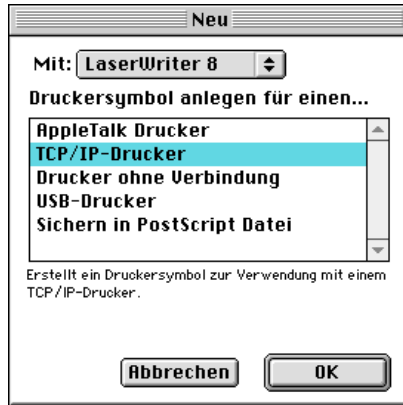 Neu
Mit: LaserWriter 8
Druckersymbol anlegen für einen...
AppleTalk Drucker
TCP/IP-Drucker
Drucker ohne Verbindung
USB-Drucker
Sichern in PostScript Datei
Erstellt ein Druckersymbol zur Verwendung mit einem
TCP/IP-Drucker.
Abbrechen OK